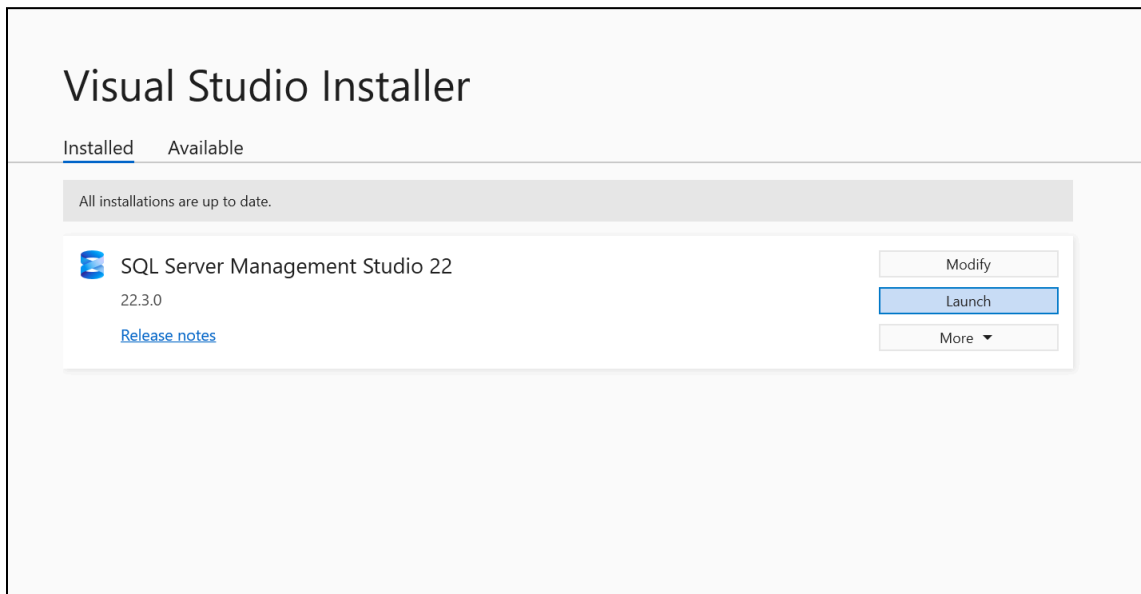 Visual Studio Installer
Installed Available
All installations are up to date.
SQL Server Management Studio 22
Modify
22.3.0
Launch
Release notes
More